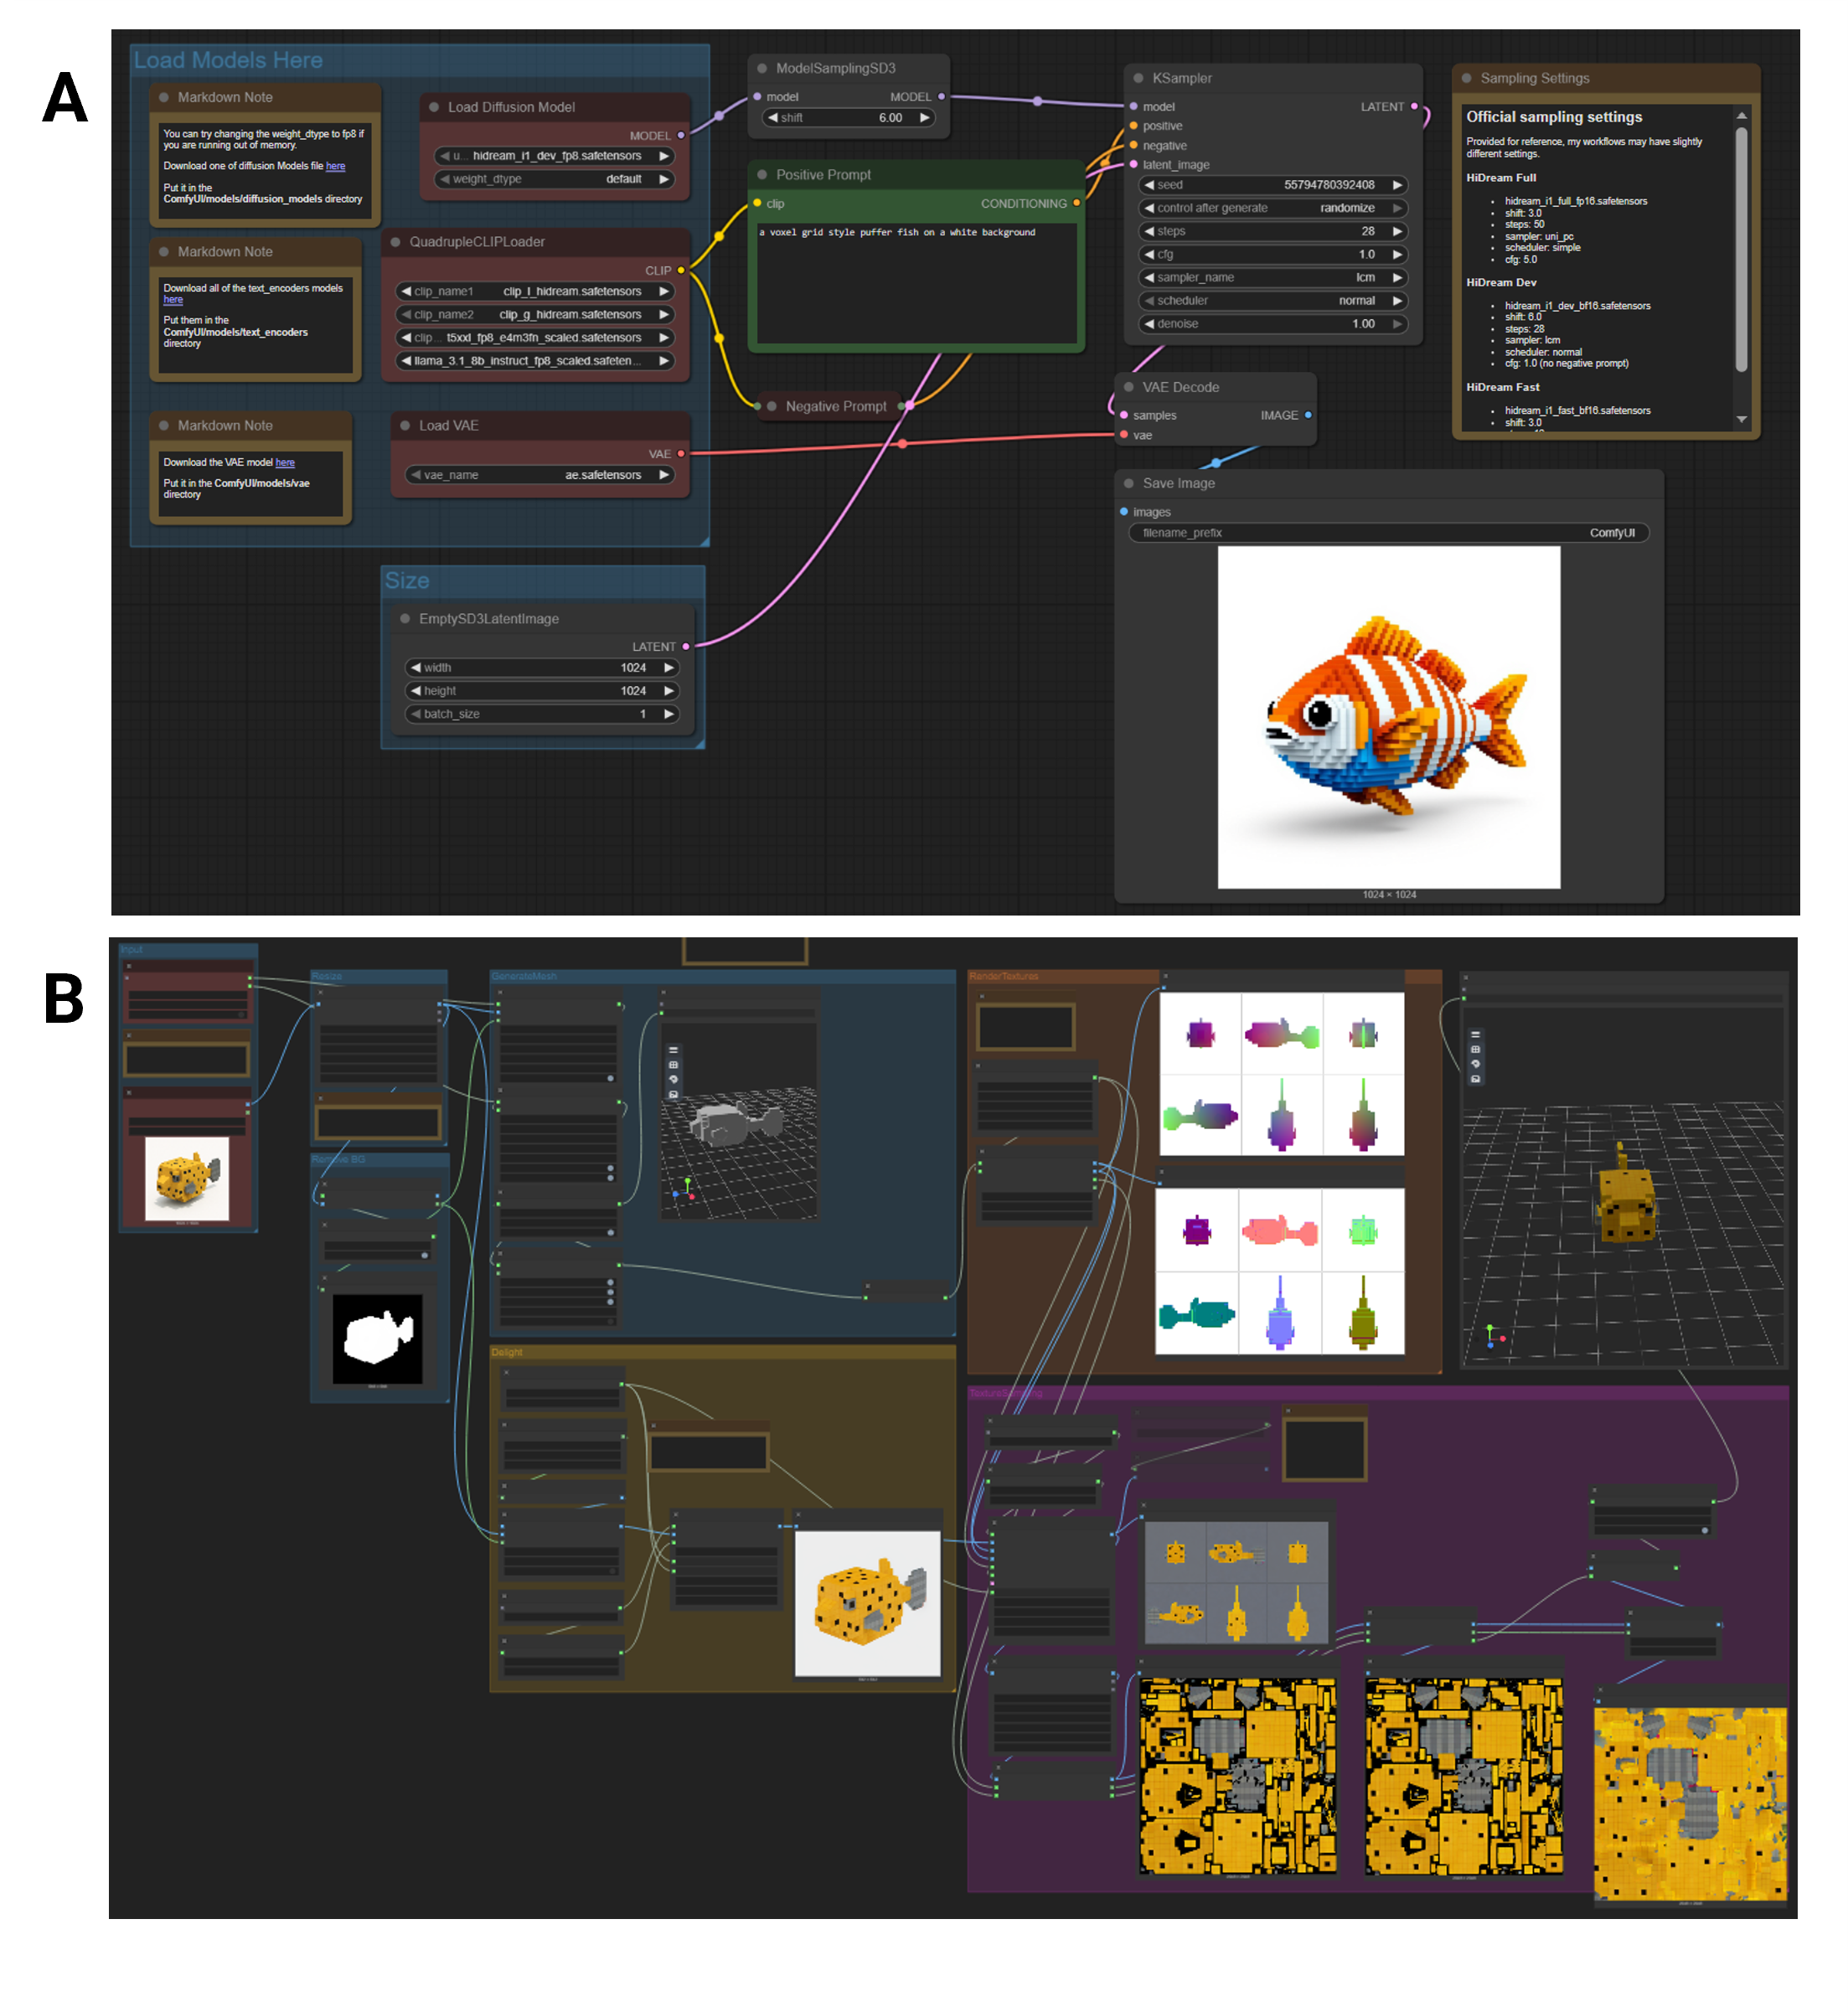 A
Load Models Here
Markdown Note
You can try changing the weight_dtype to fp8 if
you are running out of memory.
Download one of diffusion Models file here
Put it in the
ComfyUI/models/diffusion_models directory
Load Diffusion Model
MODEL
u... hidream_i1_dev_fp8.safetensors
weight_dtype default
Markdown Note
Download all of the text_encoders models
here
Put them in the
ComfyUI/models/text_encoders
directory
QuadrupleCLIPLoader
CLIP
clip_name1 clip_l_hidream.safetensors
clip_name2 clip_g_hidream.safetensors
clip... t5xxl_fp8_e4m3fn_scaled.safetensors
llama_3.1_8b_instruct_fp8_scaled.safeten...
Markdown Note
Download the VAE model here
Put it in the ComfyUI/models/vae
directory
Load VAE
VAE
vae_name ae.safetensors
Size
EmptySD3LatentImage
LATENT
width 1024
height 1024
batch_size 1
ModelSamplingSD3
model MODEL
shift 6.00
Positive Prompt
clip CONDITIONING
a voxel grid style puffer fish on a white background
Negative Prompt
KSampler
model LATENT
positive
negative
latent_image
seed 55794780392408
control after generate randomize
steps 28
cfg 1.0
sampler_name lcm
scheduler normal
denoise 1.00
VAE Decode
samples IMAGE
vae
Save Image
images
filename_prefix ComfyUI
1024 × 1024
Sampling Settings
Official sampling settings
Provided for reference, my workflows may have slightly
different settings.
HiDream Full
• hidream_i1_full_fp16.safetensors
• shift: 3.0
• steps: 50
• sampler: uni_pc
• scheduler: simple
• cfg: 5.0
HiDream Dev
• hidream_i1_dev_bf16.safetensors
• shift: 6.0
• steps: 28
• sampler: lcm
• scheduler: normal
• cfg: 1.0 (no negative prompt)
HiDream Fast
• hidream_i1_fast_bf16.safetensors
• shift: 3.0
B
Input
Resize
Remove BG
GenerateMesh
Delight
RenderTextures
TextureSampling